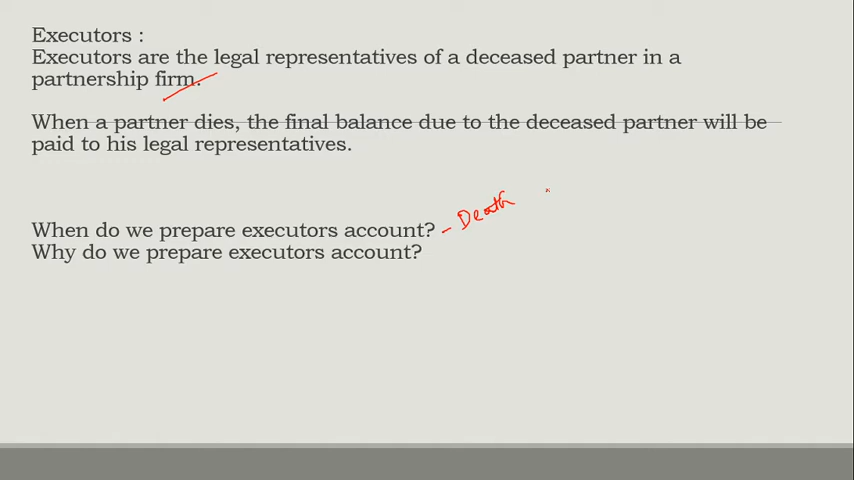 Executors :
Executors are the legal representatives of a deceased partner in a
partnership firm.
When a partner dies, the final balance due to the deceased partner will be
paid to his legal representatives.
When do we prepare executors account? - Death
Why do we prepare executors account?